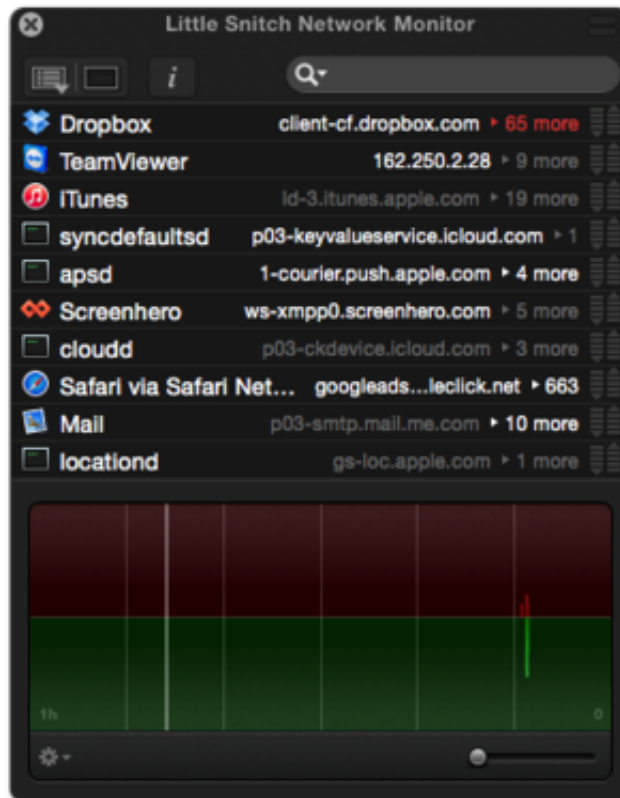 Little Snitch Network Monitor
i
Dropbox client-cf.dropbox.com ‣ 65 more
TeamViewer 162.250.2.28 ‣ 9 more
iTunes ld-3.itunes.apple.com ‣ 19 more
syncdefaultsd p03-keyvalueservice.icloud.com ‣ 1
apsd 1-courier.push.apple.com ‣ 4 more
Screenhero ws-xmpp0.screenhero.com ‣ 5 more
cloudd p03-ckdevice.icloud.com ‣ 3 more
Safari via Safari Net... googleads...leclick.net ‣ 663
Mail p03-smtp.mail.me.com ‣ 10 more
locationd gs-loc.apple.com ‣ 1 more
1h 0